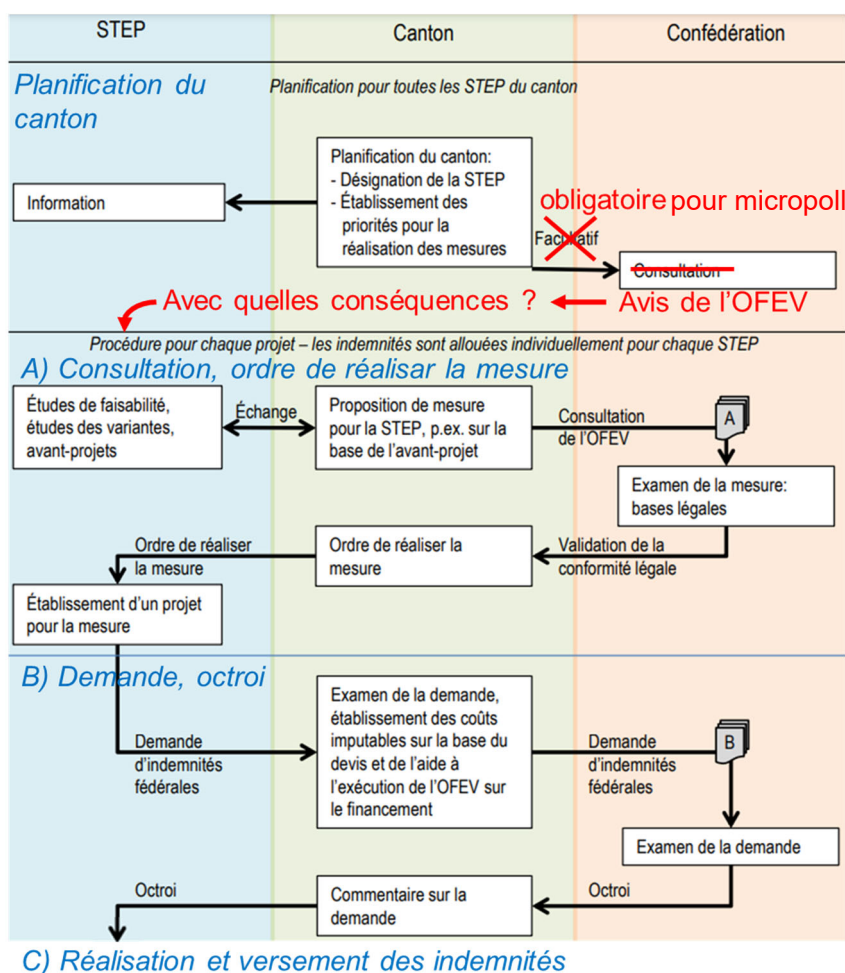 STEP
Canton
Confédération
Planification du
canton
Planification pour toutes les STEP du canton
Planification du canton:
- Désignation de la STEP
- Établissement des
priorités pour la
réalisation des mesures
Information
obligatoire pour micropoll
Facultatif
Consultation
Avec quelles conséquences ?
Avis de l'OFEV
Procédure pour chaque projet – les indemnités sont allouées individuellement pour chaque STEP
A) Consultation, ordre de réalisar la mesure
Études de faisabilité,
études des variantes,
avant-projets
Échange
Proposition de mesure
pour la STEP, p.ex. sur la
base de l'avant-projet
Consultation
de l'OFEV
A
Examen de la mesure:
bases légales
Ordre de réaliser
la mesure
Ordre de réaliser la
mesure
Validation de la
conformité légale
Établissement d'un projet
pour la mesure
B) Demande, octroi
Demande
d'indemnités
fédérales
Examen de la demande,
établissement des coûts
imputables sur la base du
devis et de l'aide à
l'exécution de l'OFEV sur
le financement
Demande
d'indemnités
fédérales
B
Examen de la demande
Octroi
Commentaire sur la
demande
Octroi
C) Réalisation et versement des indemnités